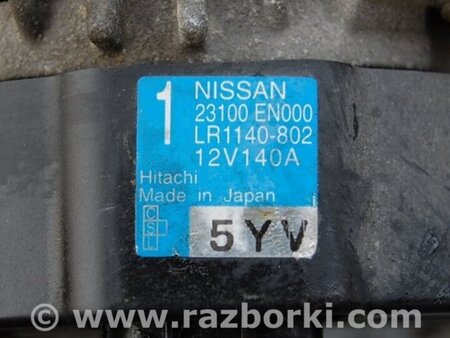 1 NISSAN
23100 EN000
LR1140-802
12V140A
Hitachi
Made in Japan
5YV
© www.razborki.com